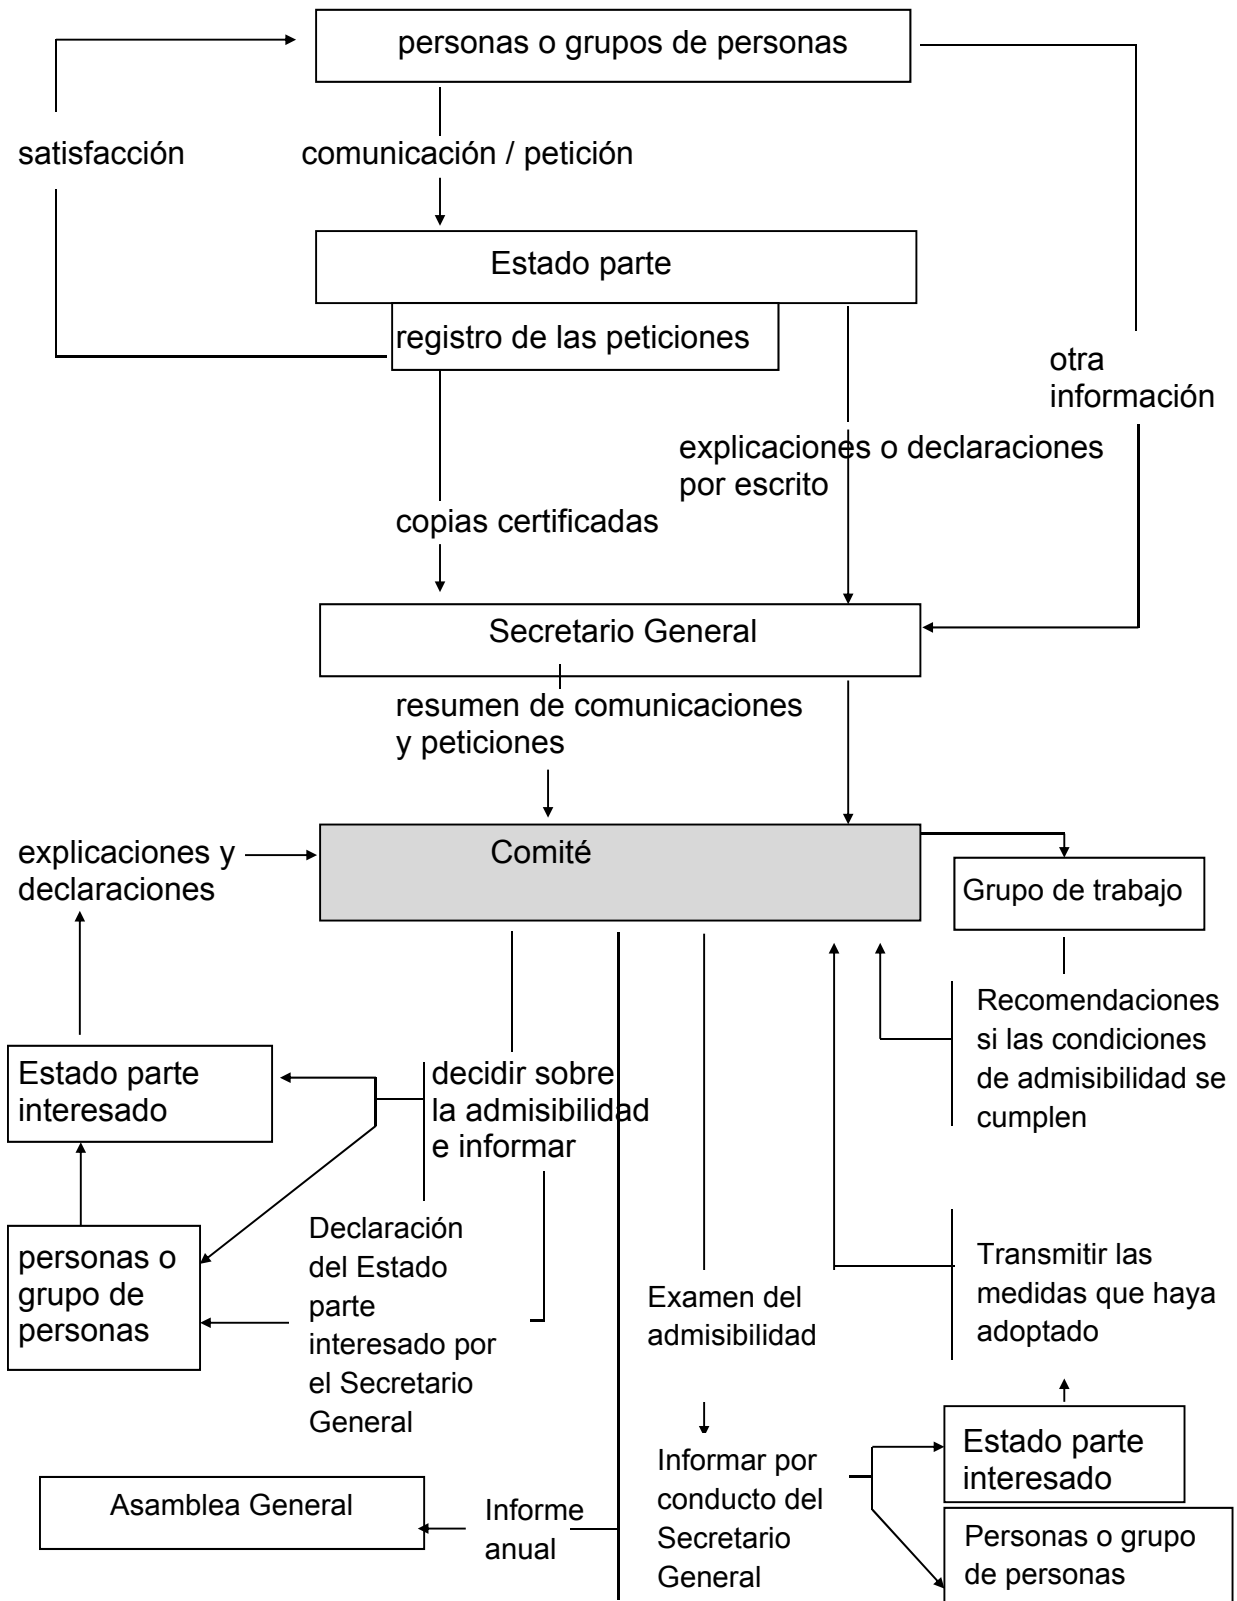 personas o grupos de personas
satisfacción
comunicación / petición
Estado parte
registro de las peticiones
otra
información
explicaciones o declaraciones
por escrito
copias certificadas
Secretario General
resumen de comunicaciones
y peticiones
explicaciones y
declaraciones
Comité
Grupo de trabajo
Recomendaciones
si las condiciones
de admisibilidad se
cumplen
Estado parte
interesado
decidir sobre
la admisibilidad
e informar
personas o
grupo de
personas
Declaración
del Estado
parte
interesado por
el Secretario
General
Examen del
admisibilidad
Transmitir las
medidas que haya
adoptado
Asamblea General
Informe
anual
Informar por
conducto del
Secretario
General
Estado parte
interesado
Personas o grupo
de personas